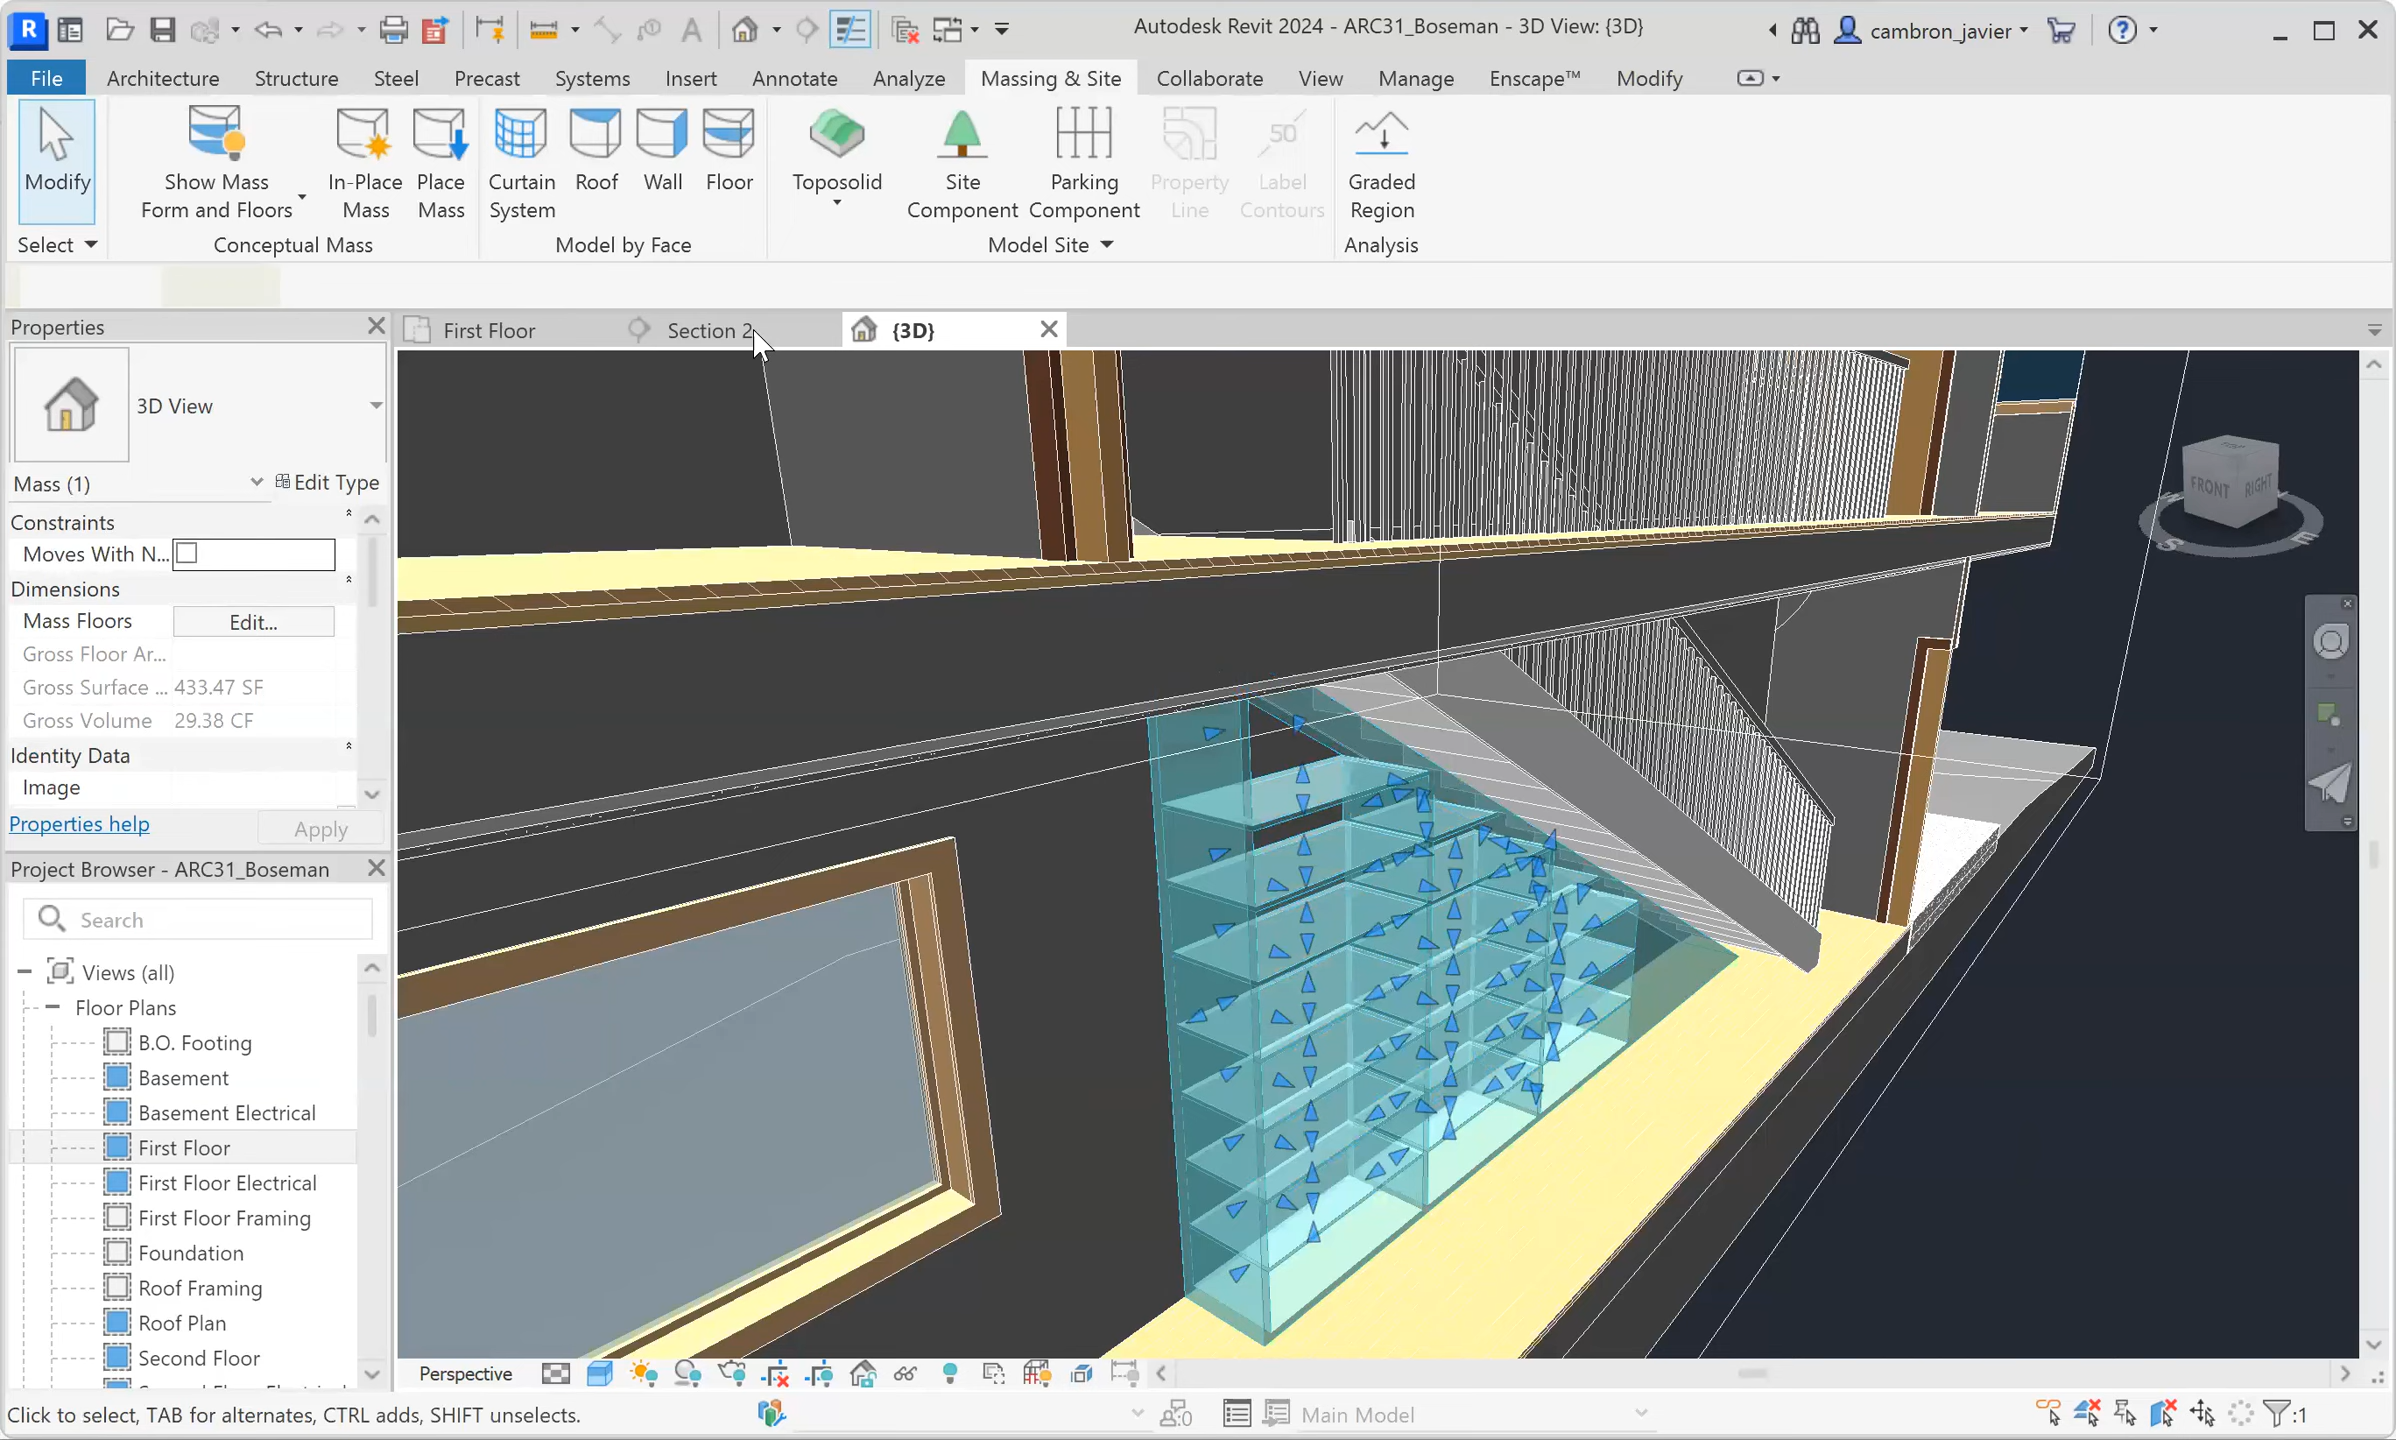 R
A
Autodesk Revit 2024 - ARC31_Boseman - 3D View: {3D}
cambron_javier
?
File Architecture Structure Steel Precast Systems Insert Annotate Analyze Massing & Site Collaborate View Manage Enscape™ Modify
Modify
Show Mass Form and Floors
In-Place Mass
Place Mass
Curtain System
Roof
Wall
Floor
Toposolid
Site Component
Parking Component
Property Line
50
Label Contours
Graded Region
Select
Conceptual Mass
Model by Face
Model Site
Analysis
Properties
3D View
Mass (1)
Edit Type
Constraints
Moves With N...
Dimensions
Mass Floors
Edit...
Gross Floor Ar...
Gross Surface ... 433.47 SF
Gross Volume 29.38 CF
Identity Data
Image
Properties help
Apply
Project Browser - ARC31_Boseman
Search
Views (all)
Floor Plans
B.O. Footing
Basement
Basement Electrical
First Floor
First Floor Electrical
First Floor Framing
Foundation
Roof Framing
Roof Plan
Second Floor
First Floor
Section 2
{3D}
FRONT
RIGHT
S
E
Perspective
Click to select, TAB for alternates, CTRL adds, SHIFT unselects.
:0
Main Model
:1